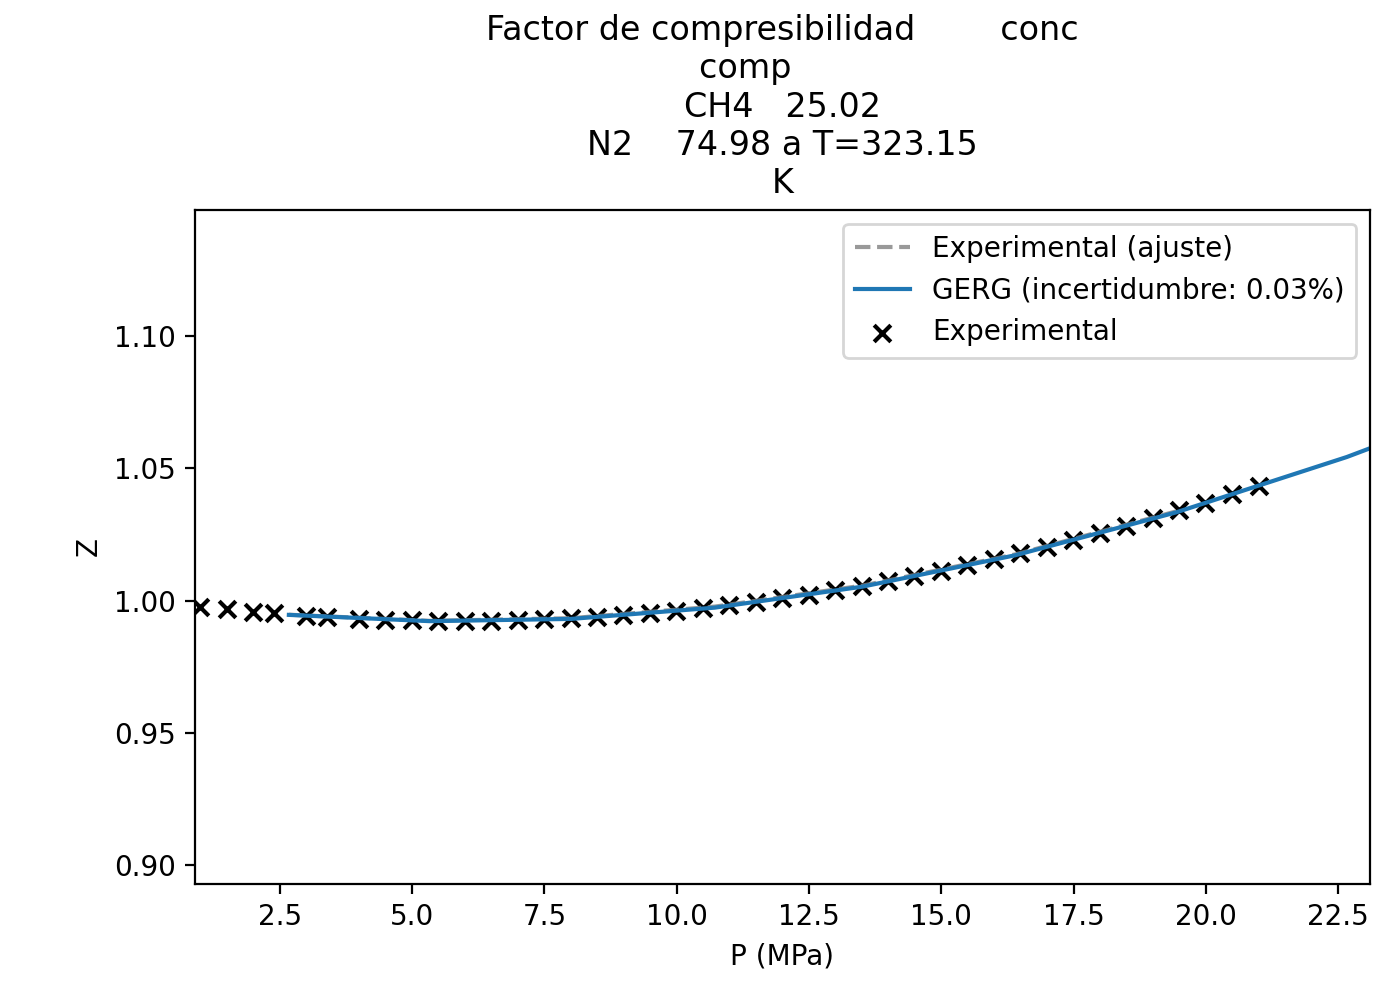 Factor de compresibilidad conc
comp
CH4 25.02
N2 74.98 a T=323.15
K
Experimental (ajuste)
GERG (incertidumbre: 0.03%)
Experimental
1.10
1.05
1.00
0.95
0.90
Z
2.5 5.0 7.5 10.0 12.5 15.0 17.5 20.0 22.5
P (MPa)